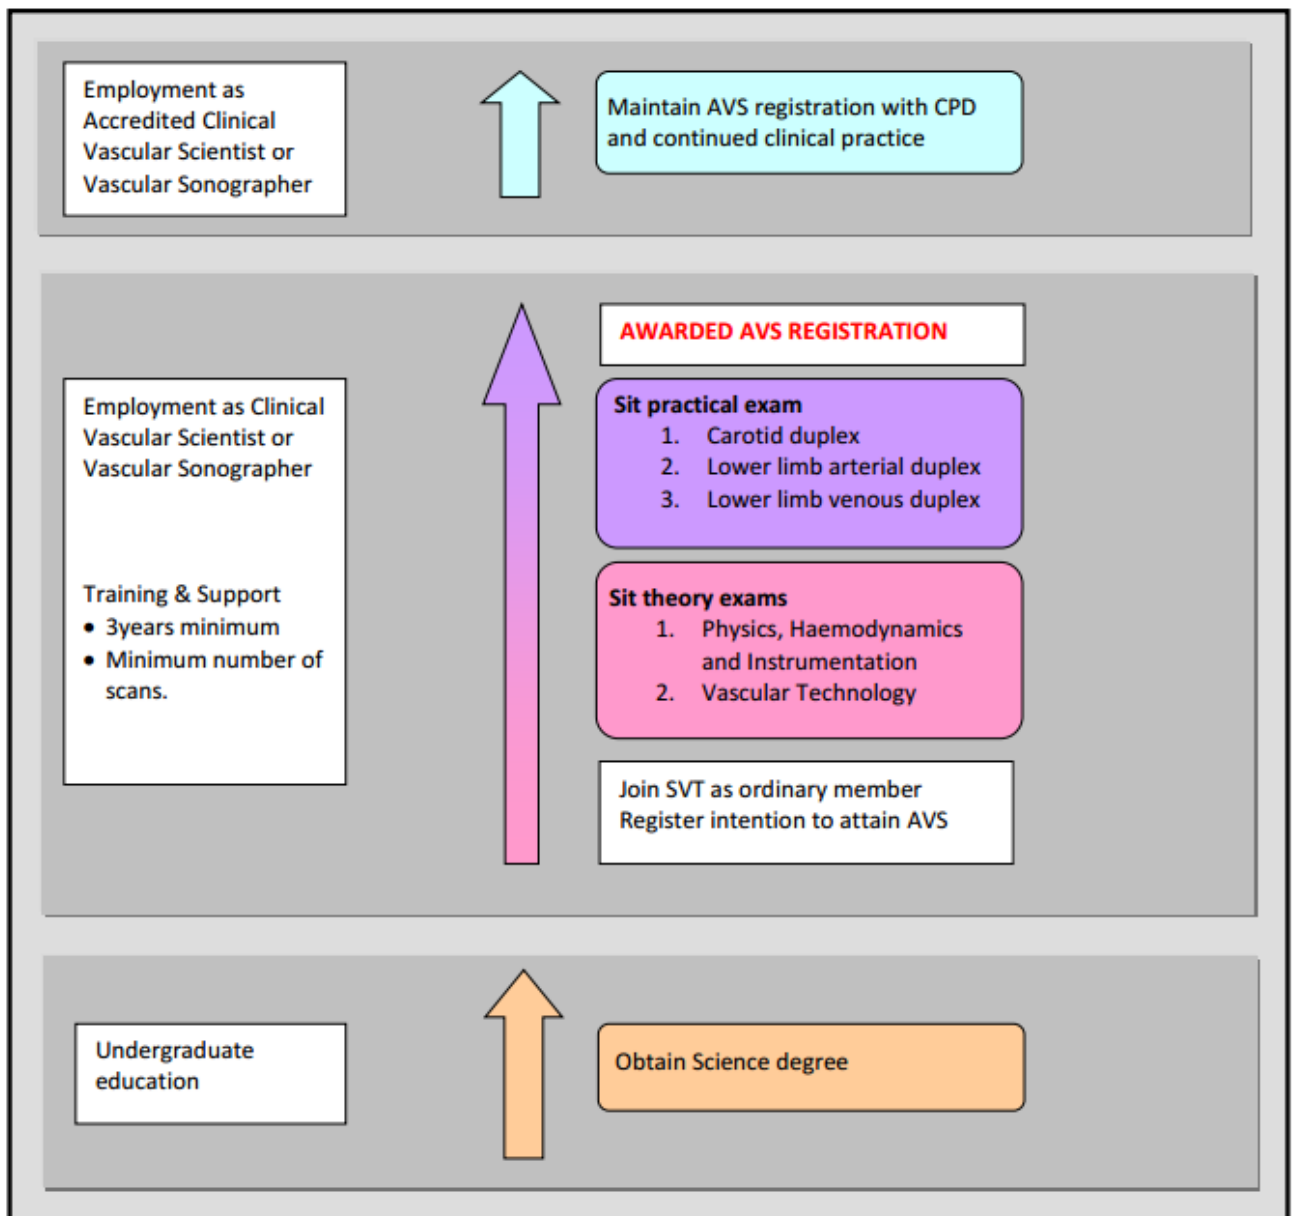 Employment as
Accredited Clinical
Vascular Scientist or
Vascular Sonographer
Maintain AVS registration with CPD
and continued clinical practice
AWARDED AVS REGISTRATION
Employment as Clinical
Vascular Scientist or
Vascular Sonographer
Training & Support
• 3years minimum
• Minimum number of
scans.
Sit practical exam
1. Carotid duplex
2. Lower limb arterial duplex
3. Lower limb venous duplex
Sit theory exams
1. Physics, Haemodynamics
and Instrumentation
2. Vascular Technology
Join SVT as ordinary member
Register intention to attain AVS
Undergraduate
education
Obtain Science degree